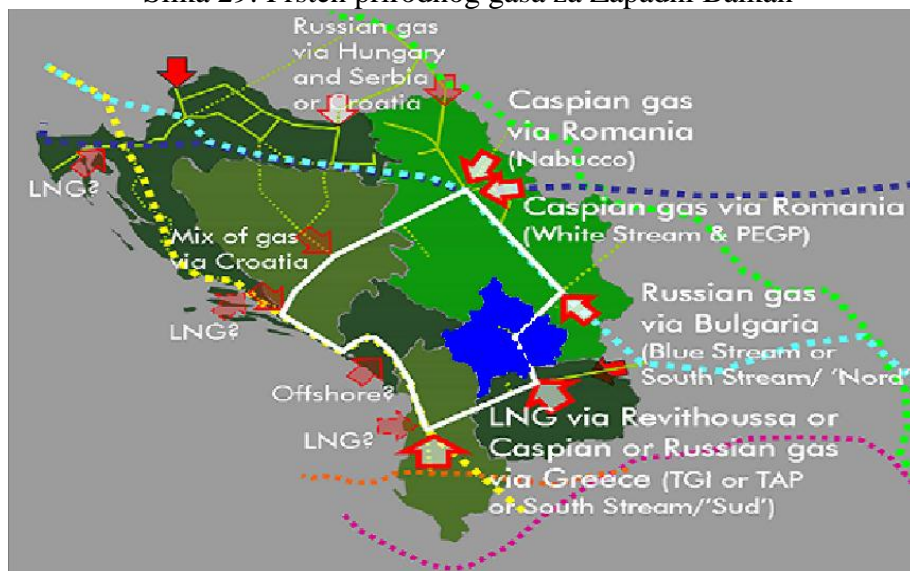 Slika 29. Prsten prirodnog gasa za Zapadni Balkan
Russian gas
via Hungary
and Serbia
or Croatia
Caspian gas
via Romania
(Nabucco)
LNG?
Caspian gas via Romania
(White Stream & PEGP)
Mix of gas
via Croatia
LNG?
Russian gas
via Bulgaria
(Blue Stream or
South Stream/ 'Nord'
Offshore?
LNG?
LNG via Revithoussa or
Caspian or Russian gas
via Greece (TGI or TAP
or South Stream/'Sud')